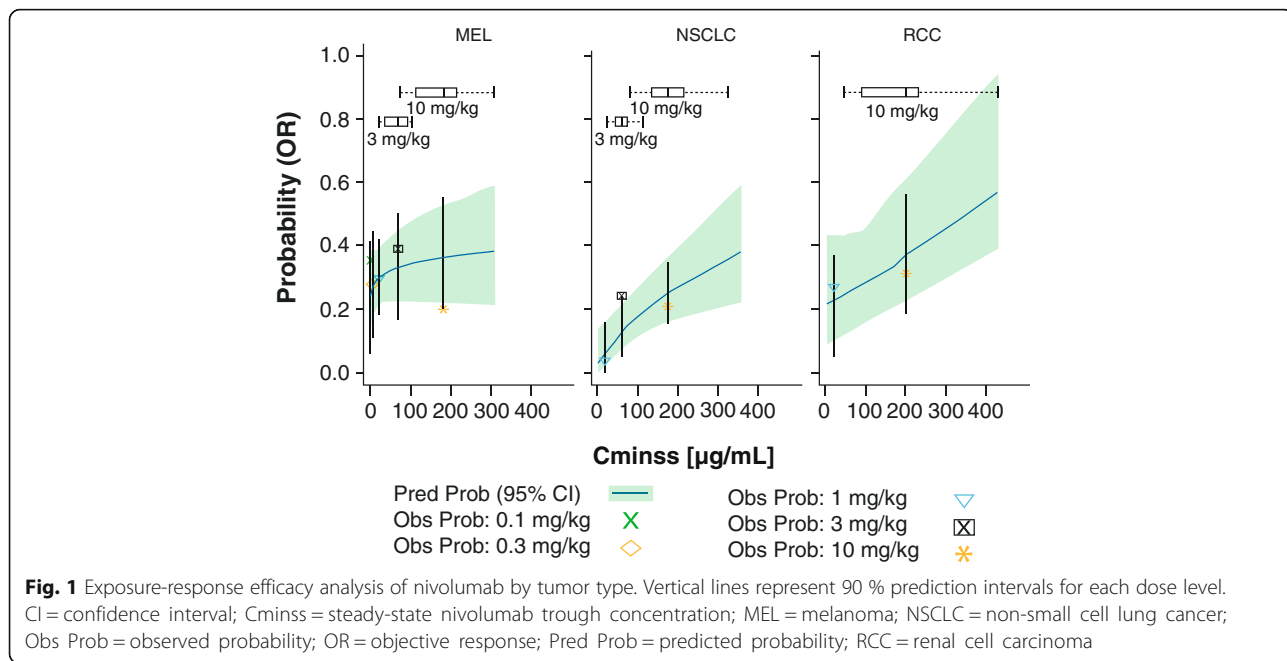 MEL NSCLC RCC
1.0
0.8
0.6
0.4
0.2
0.0
Probability (OR)
10 mg/kg
3 mg/kg
10 mg/kg
3 mg/kg
10 mg/kg
0 100 200 300 400 0 100 200 300 400 0 100 200 300 400
Cminss [µg/mL]
Pred Prob (95% CI)
Obs Prob: 0.1 mg/kg
Obs Prob: 0.3 mg/kg
Obs Prob: 1 mg/kg
Obs Prob: 3 mg/kg
Obs Prob: 10 mg/kg
Fig. 1 Exposure-response efficacy analysis of nivolumab by tumor type. Vertical lines represent 90 % prediction intervals for each dose level.
CI = confidence interval; Cminss = steady-state nivolumab trough concentration; MEL = melanoma; NSCLC = non-small cell lung cancer;
Obs Prob = observed probability; OR = objective response; Pred Prob = predicted probability; RCC = renal cell carcinoma